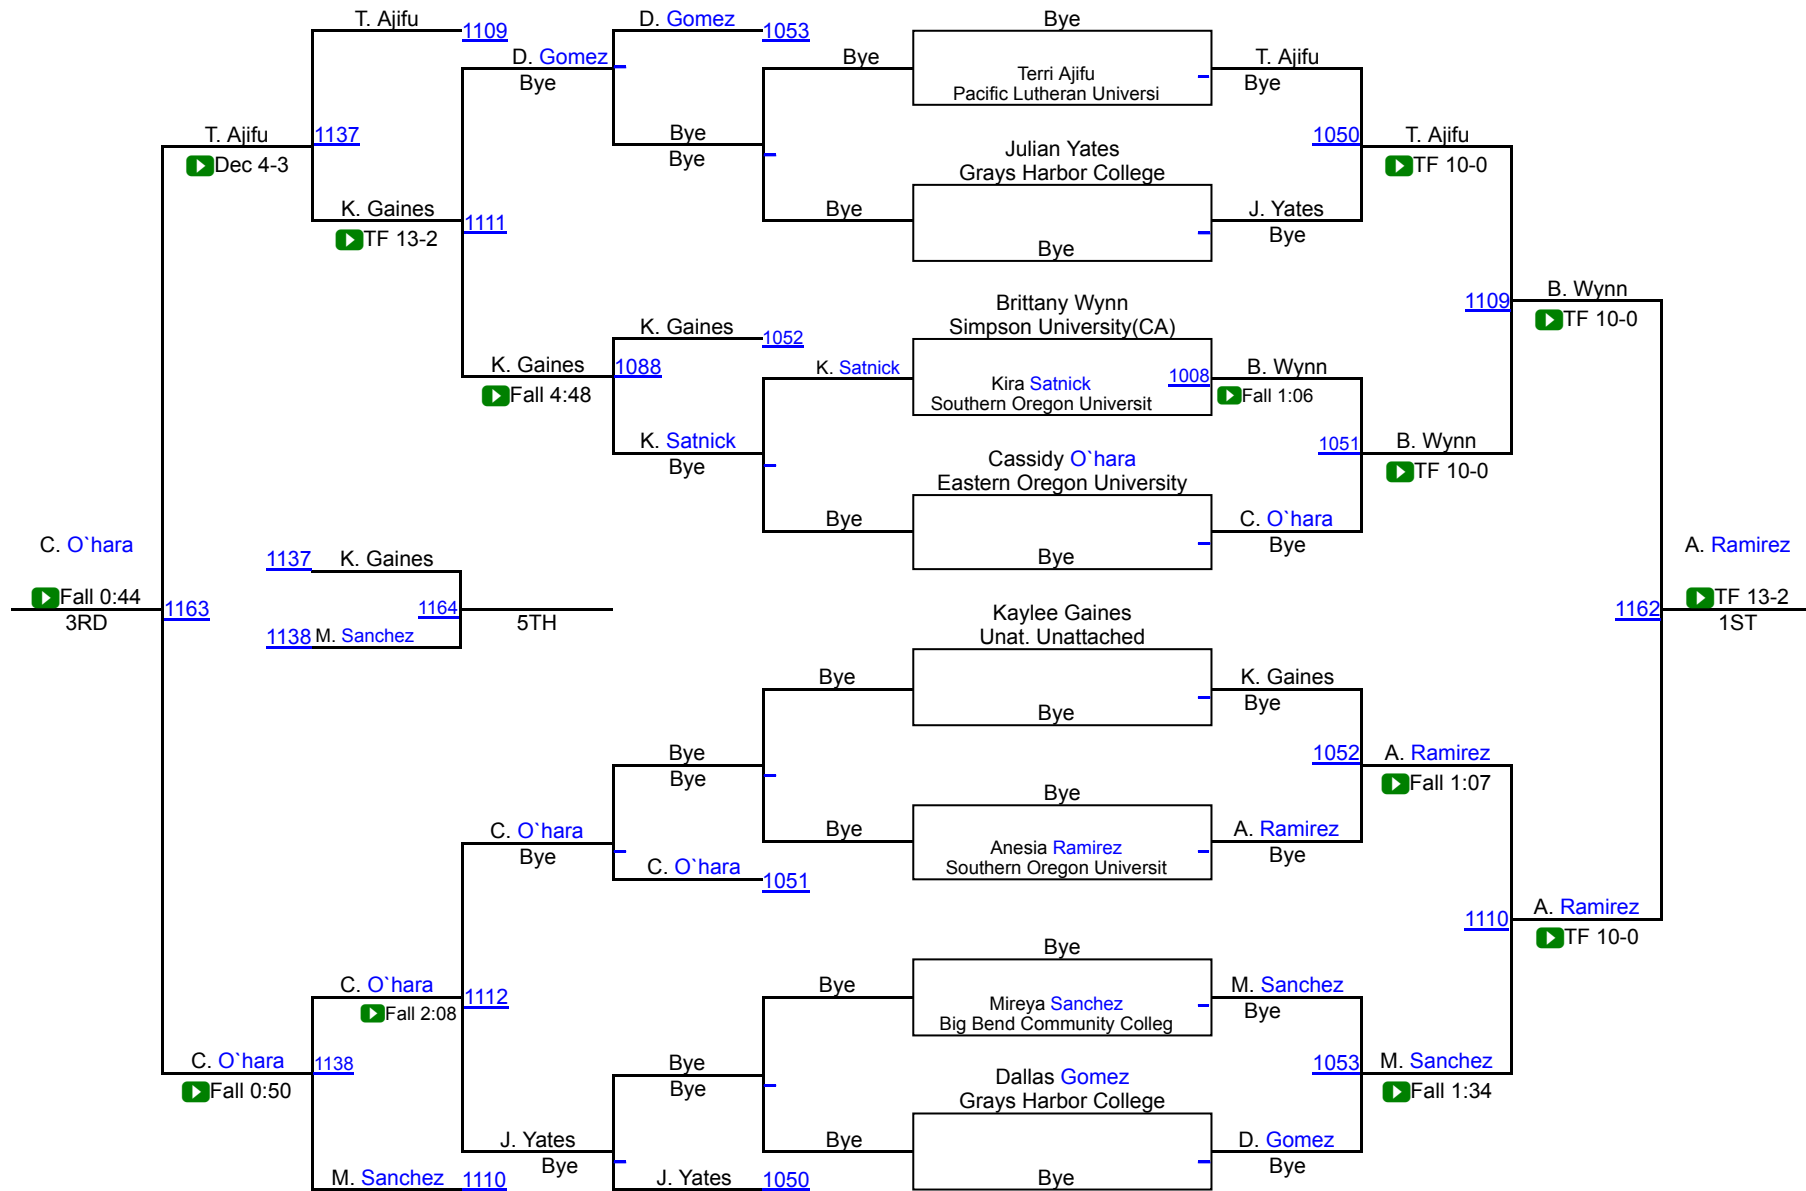 T. Ajifu
1109
D. Gomez
1053
Bye
D. Gomez
Bye
Bye
Terri Ajifu
Pacific Lutheran Universi
T. Ajifu
Bye
T. Ajifu
Dec 4-3
1137
Bye
Bye
Julian Yates
Grays Harbor College
1050
T. Ajifu
TF 10-0
K. Gaines
TF 13-2
1111
Bye
Bye
J. Yates
Bye
Brittany Wynn
Simpson University(CA)
1109
B. Wynn
TF 10-0
K. Gaines
1052
K. Gaines
Fall 4:48
1088
K. Satnick
Kira Satnick
Southern Oregon Universit
1008
B. Wynn
Fall 1:06
K. Satnick
Bye
Cassidy O`hara
Eastern Oregon University
1051
B. Wynn
TF 10-0
Bye
Bye
C. O`hara
Bye
C. O`hara
Fall 0:44
3RD
1163
1137
K. Gaines
1138
M. Sanchez
1164
5TH
Kaylee Gaines
Unat. Unattached
1162
A. Ramirez
TF 13-2
1ST
Bye
Bye
K. Gaines
Bye
Bye
Bye
1052
A. Ramirez
Fall 1:07
Bye
C. O`hara
Bye
Bye
Anesia Ramirez
Southern Oregon Universit
A. Ramirez
Bye
C. O`hara
1051
1110
A. Ramirez
TF 10-0
Bye
C. O`hara
Fall 2:08
1112
Bye
Mireya Sanchez
Big Bend Community Colleg
M. Sanchez
Bye
C. O`hara
Fall 0:50
1138
Bye
Bye
Dallas Gomez
Grays Harbor College
1053
M. Sanchez
Fall 1:34
J. Yates
Bye
Bye
Bye
D. Gomez
Bye
M. Sanchez
1110
J. Yates
1050